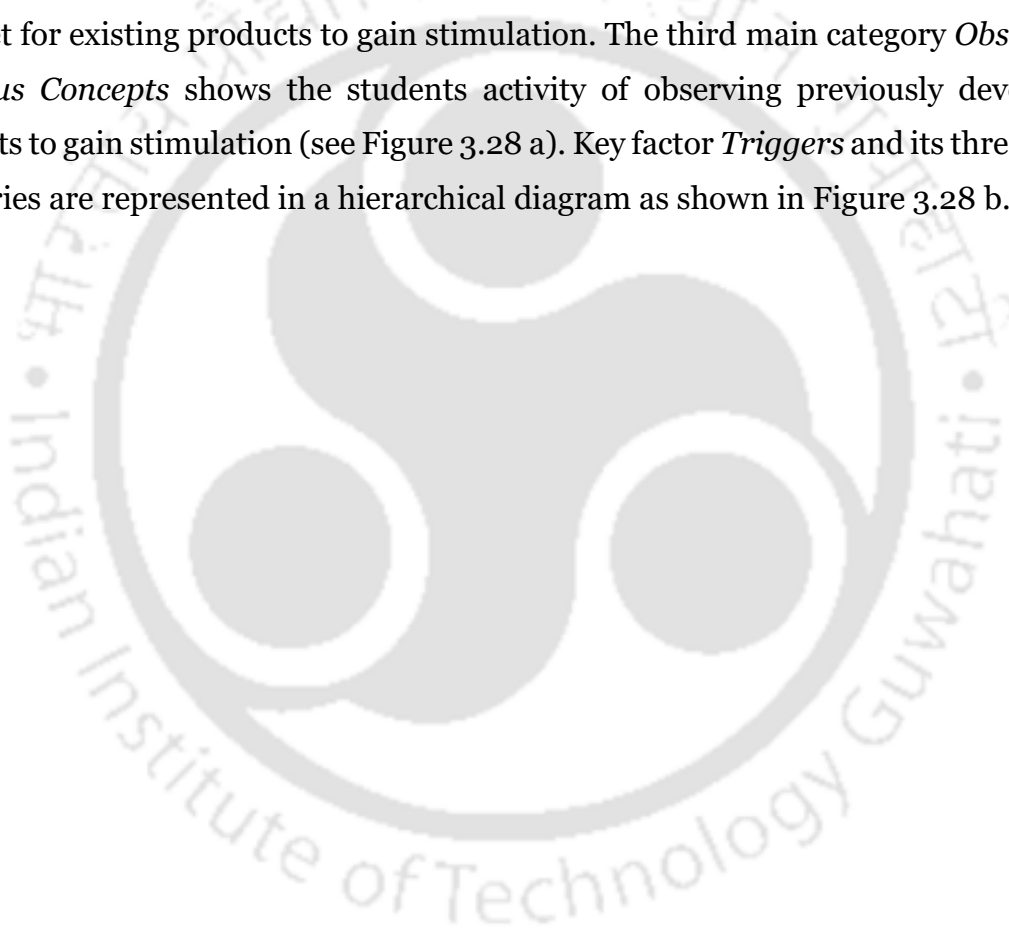 t for existing products to gain stimulation. The third main category Obs
us Concepts shows the students activity of observing previously deve
ts to gain stimulation (see Figure 3.28 a). Key factor Triggers and its thre
ries are represented in a hierarchical diagram as shown in Figure 3.28 b.
Indian Institute of Technology Guwahati